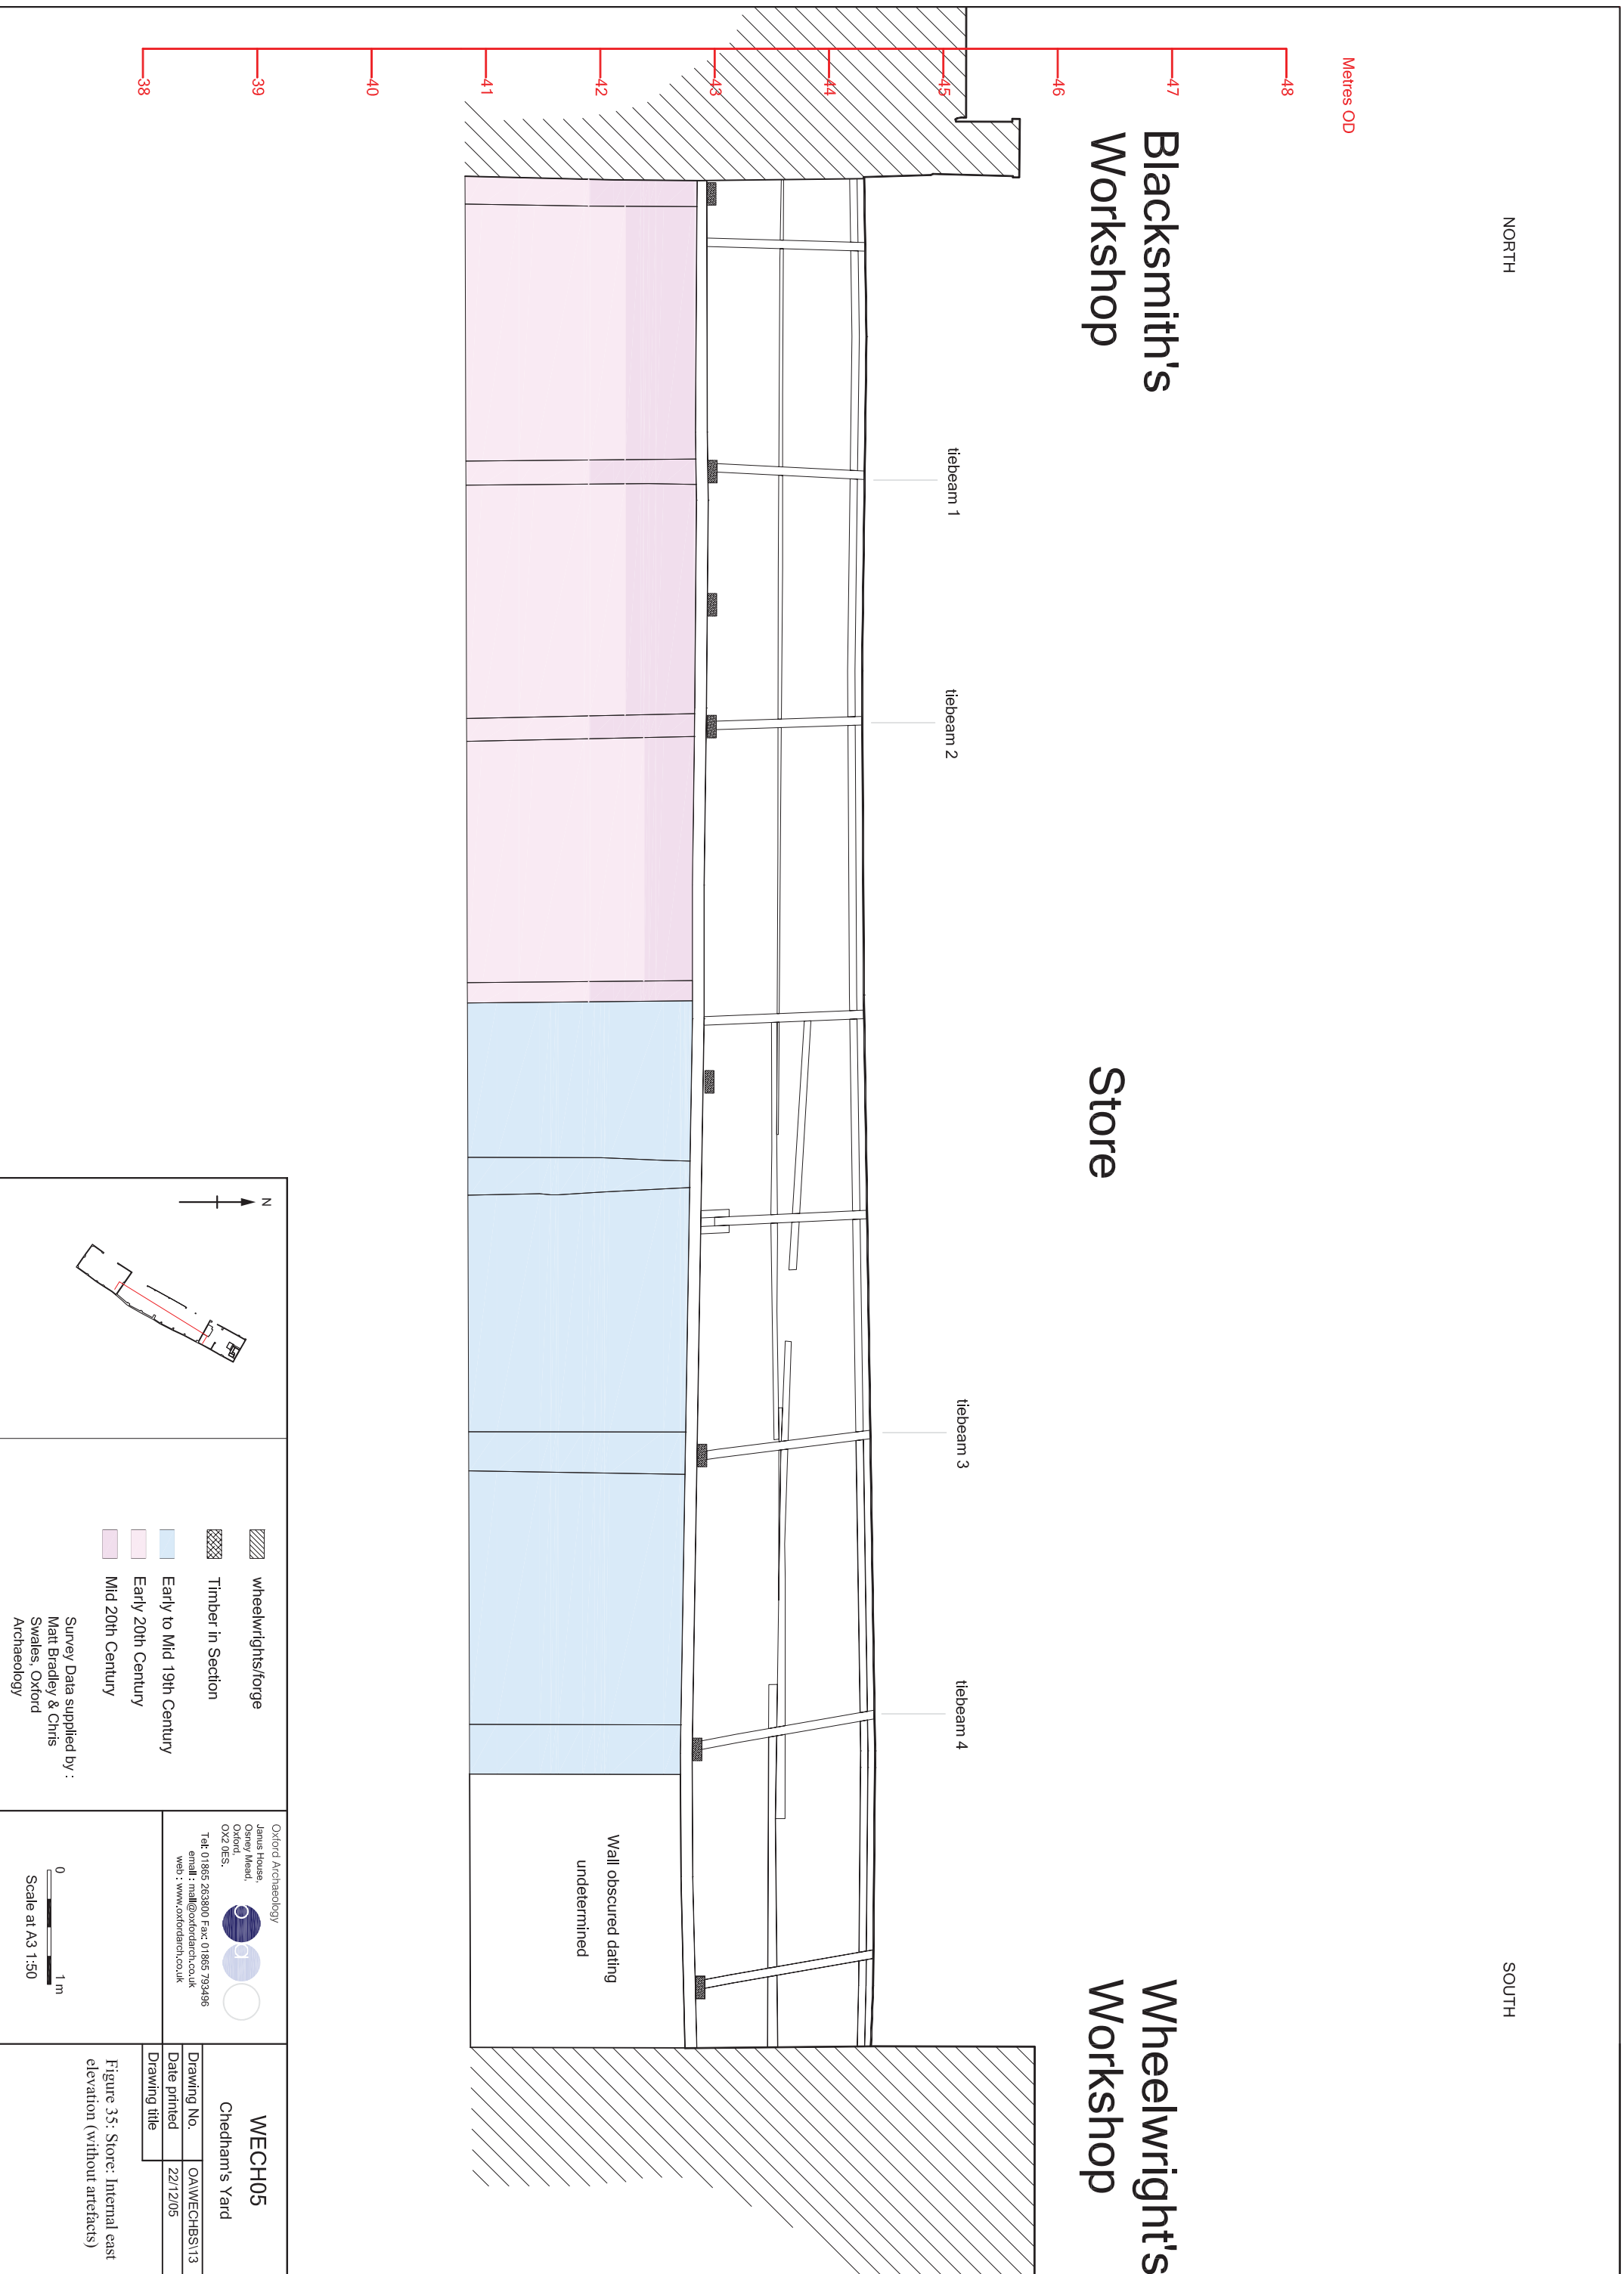 NORTH
SOUTH
Metres OD
48
47
46
45
44
43
42
41
40
39
38
Blacksmith's
Workshop
Store
Wheelwright's
Workshop
tiebeam 1
tiebeam 2
tiebeam 3
tiebeam 4
Wall obscured dating
undetermined
N
wheelwrights/forge
Timber in Section
Early to Mid 19th Century
Early 20th Century
Mid 20th Century
Survey Data supplied by :
Matt Bradley & Chris
Swales, Oxford
Archaeology
Oxford Archaeology
Janus House,
Osney Mead,
Oxford,
OX2 0ES.
oa
Tel: 01865 263800 Fax: 01865 793496
email : mail@oxfordarch.co.uk
web : www.oxfordarch.co.uk
0 1 m
Scale at A3 1:50
WECH05
Chedham's Yard
Drawing No. OA\WECHBS\13
Date printed 22/12/05
Drawing title
Figure 35: Store: Internal east
elevation (without artefacts)